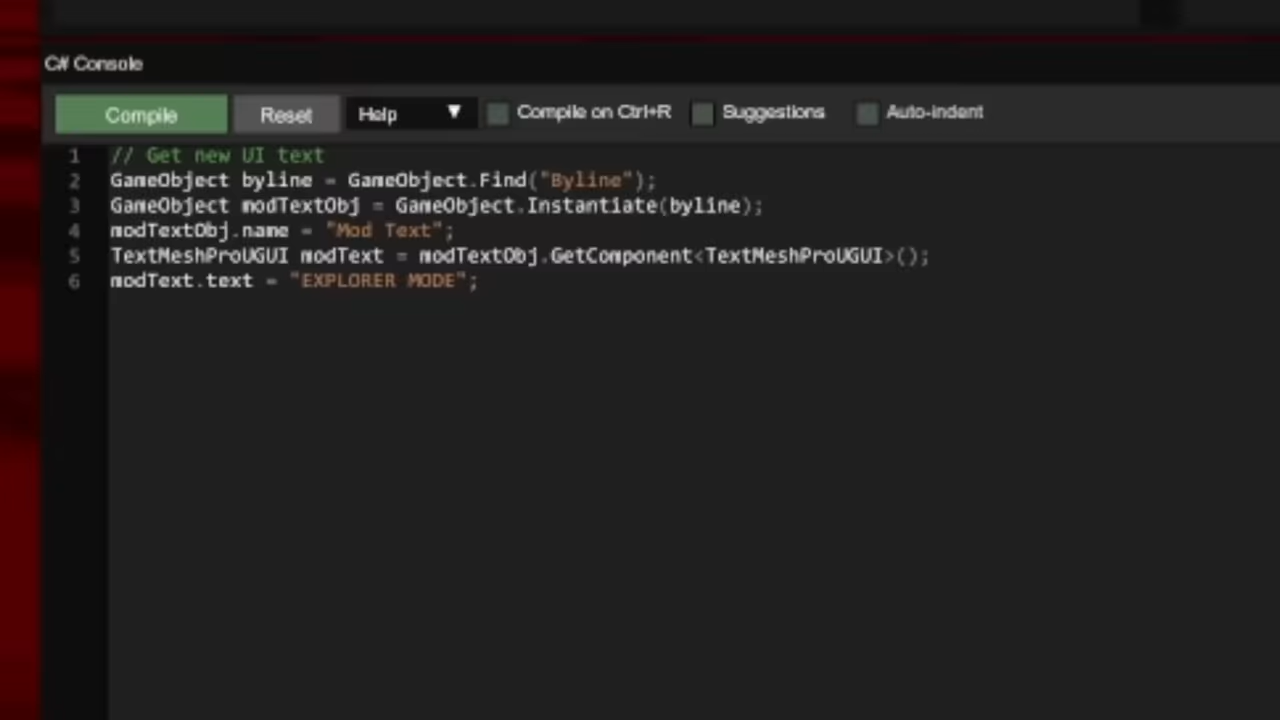 C# Console
Compile Reset Help ▼ Compile on Ctrl+R Suggestions Auto-indent
1 // Get new UI text
2 GameObject byline = GameObject.Find("Byline");
3 GameObject modTextObj = GameObject.Instantiate(byline);
4 modTextObj.name = "Mod Text";
5 TextMeshProUGUI modText = modTextObj.GetComponent<TextMeshProUGUI>();
6 modText.text = "EXPLORER MODE";